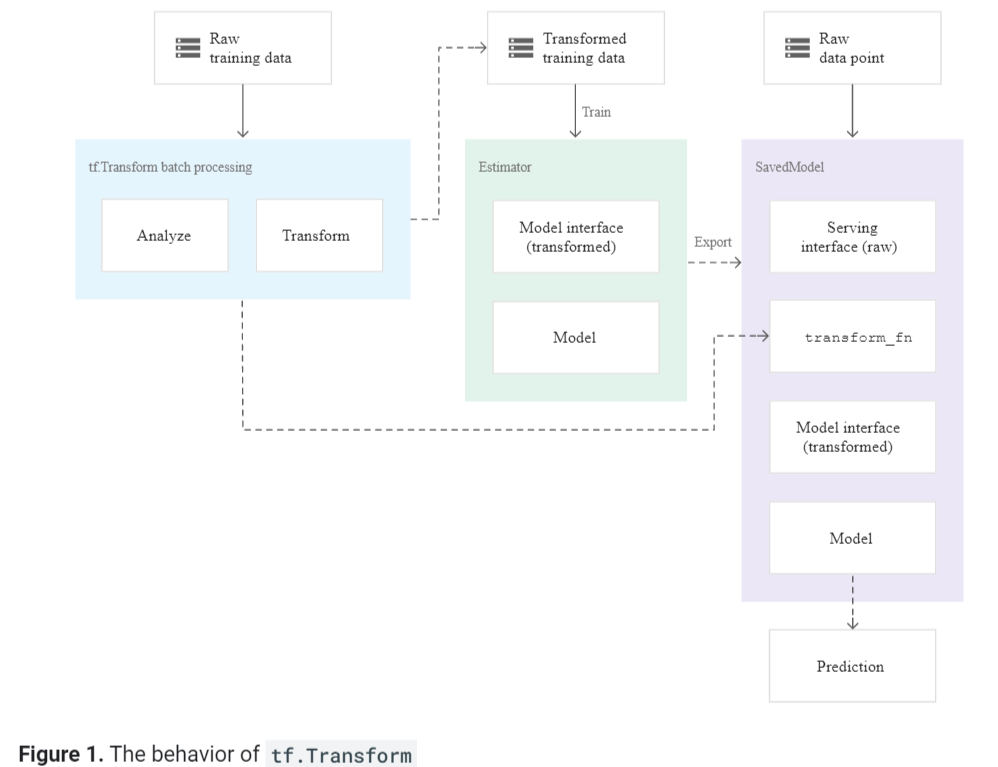 Raw
training data
Transformed
training data
Raw
data point
Train
tf.Transform batch processing
Analyze
Transform
Estimator
Model interface
(transformed)
Model
Export
SavedModel
Serving
interface (raw)
transform_fn
Model interface
(transformed)
Model
Prediction
Figure 1. The behavior of tf.Transform